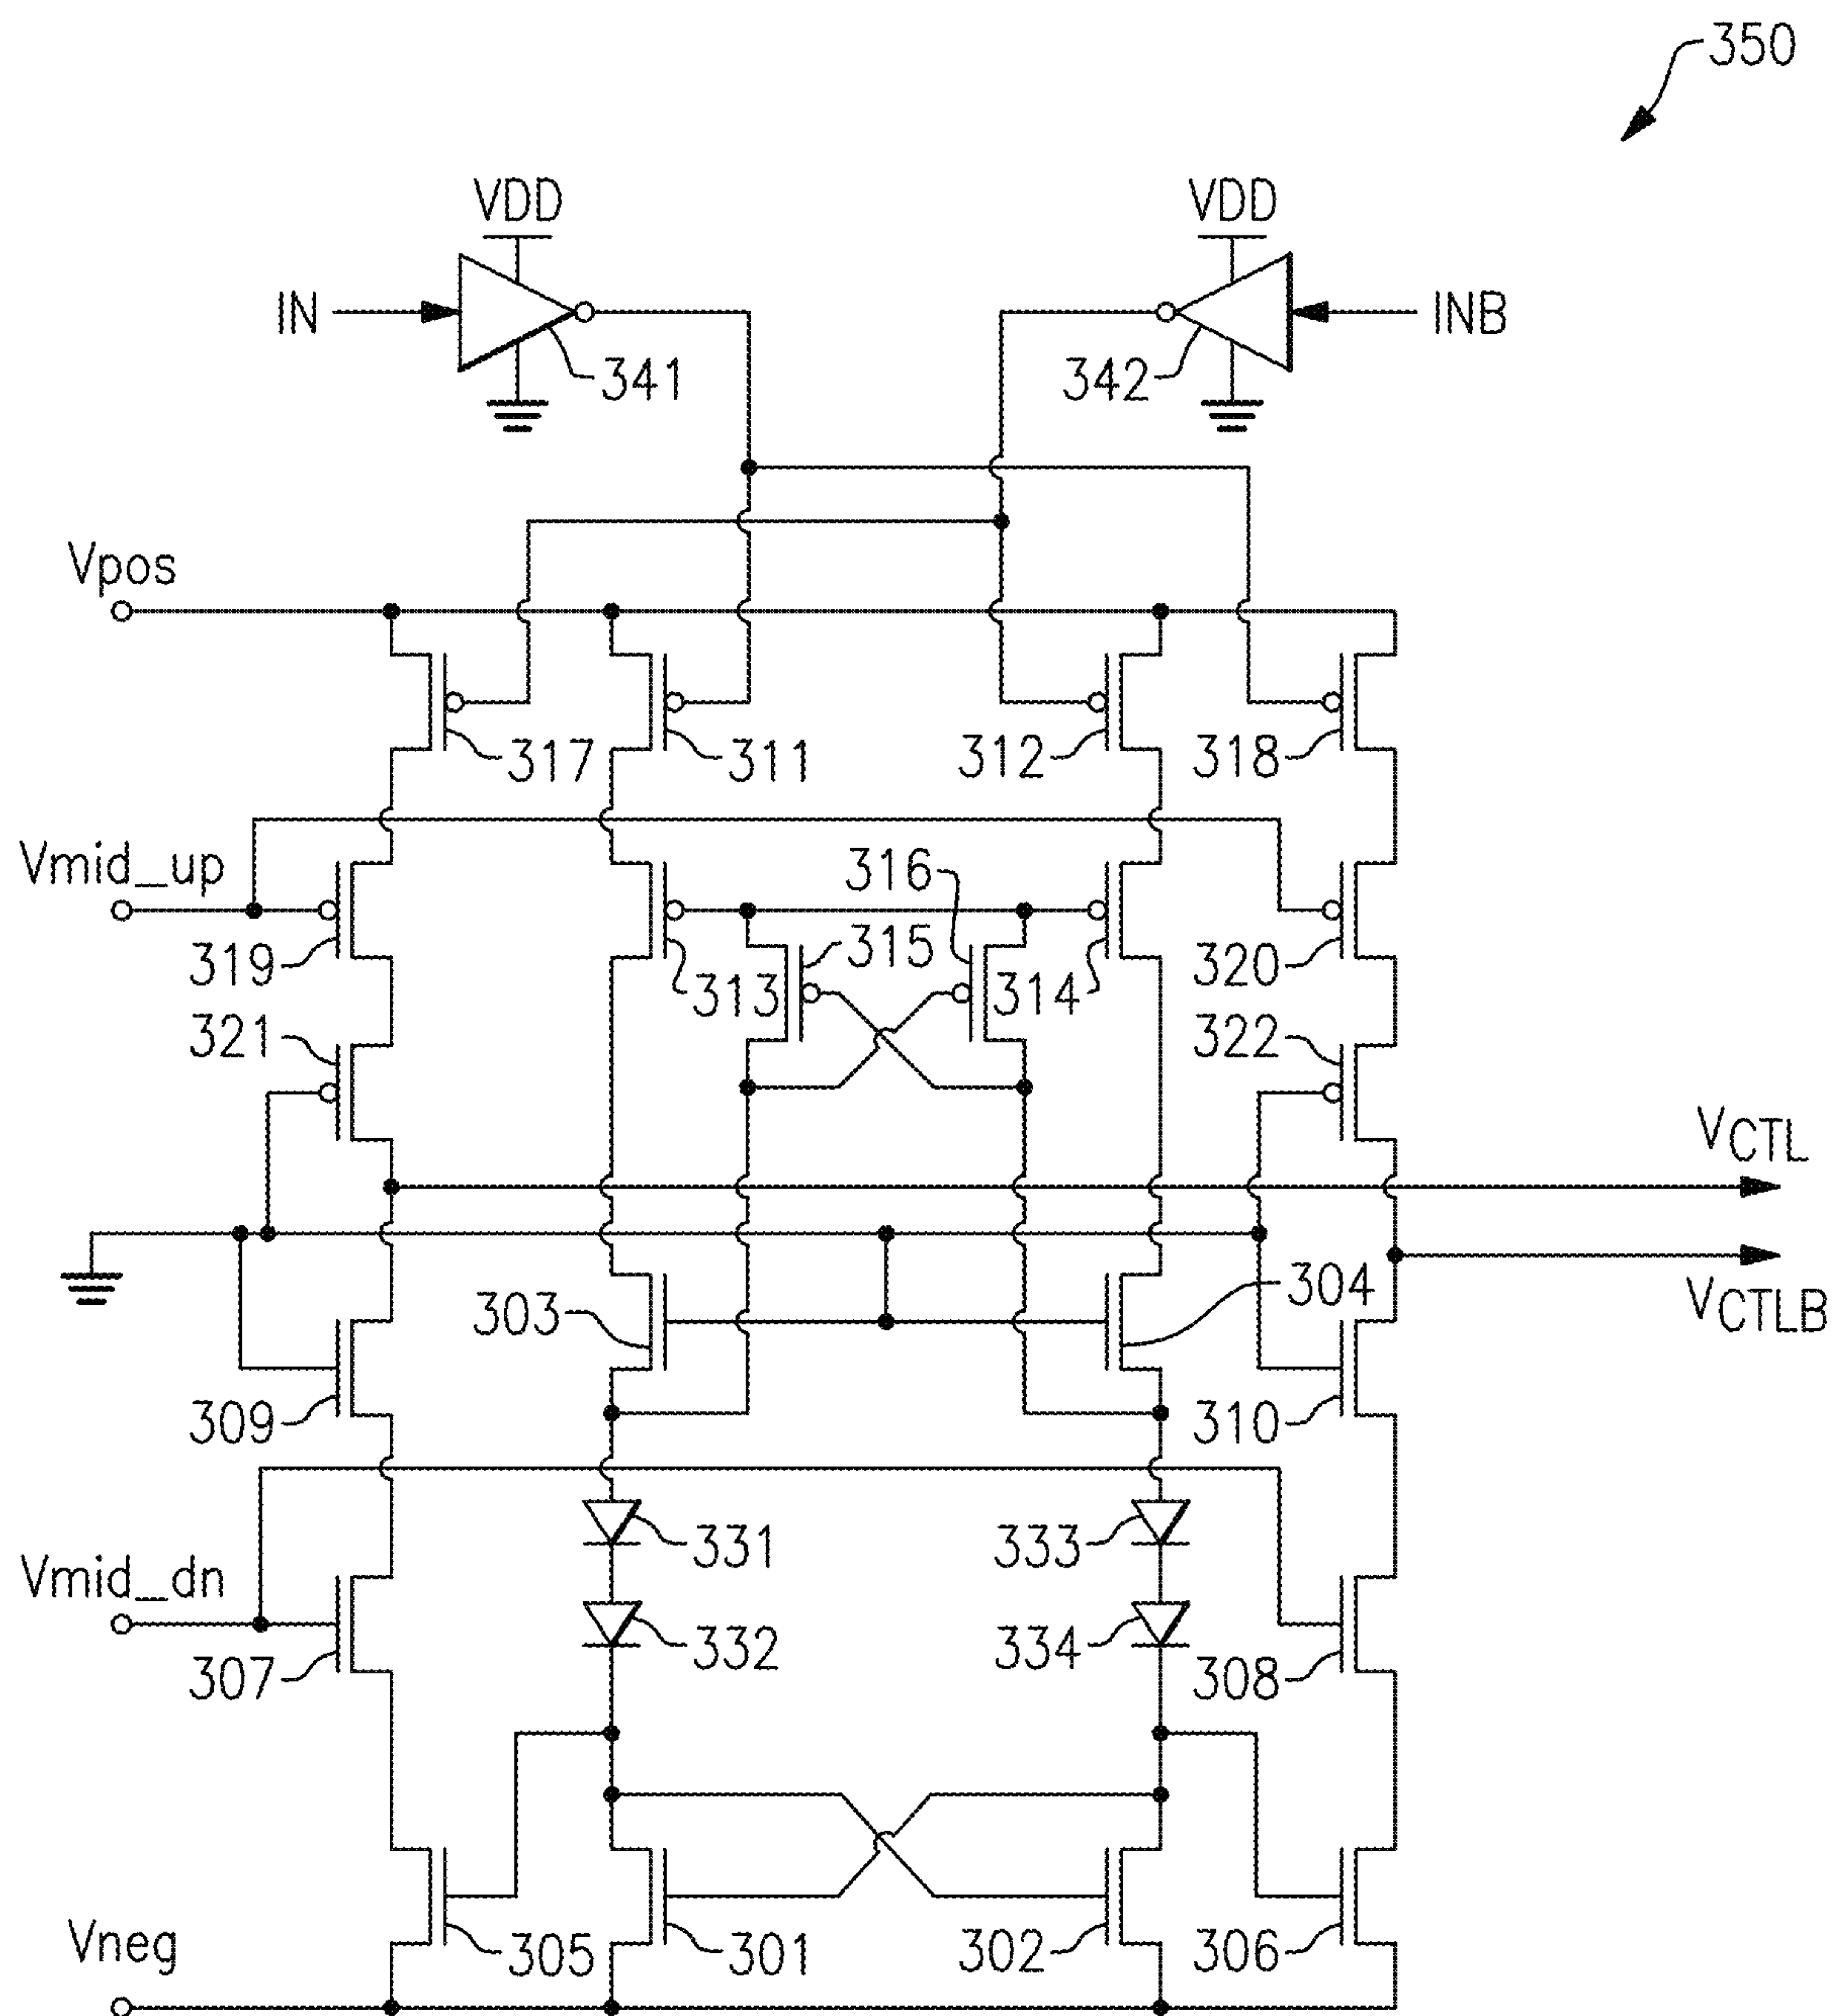 350
VDD VDD
IN INB
341 342
Vpos
317 311 312 318
Vmid_up
316
315
319 313 314 320
321 322
VCTL
303 304
VCTLB
309 310
331 333
Vmid_dn
332 334
307 308
Vneg
305 301 302 306